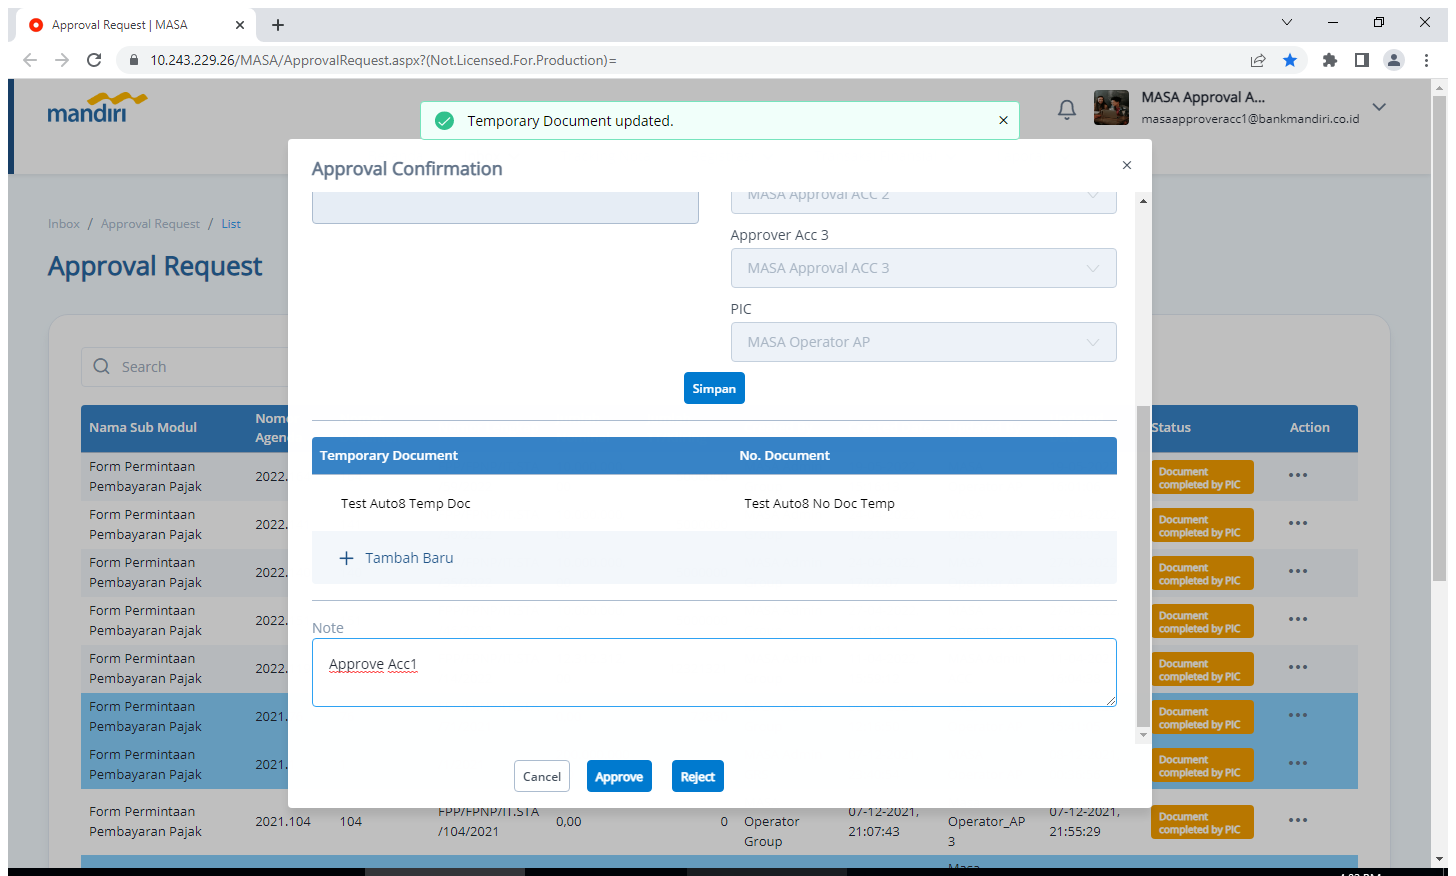 Approval Request | MASA
10.243.229.26/MASA/ApprovalRequest.aspx?(Not.Licensed.For.Production)=
mandiri
Temporary Document updated.
MASA Approval A...
masaapproveracc1@bankmandiri.co.id
Inbox / Approval Request / List
Approval Request
Search
Nama Sub Modul
Status
Action
Form Permintaan
Pembayaran Pajak
2022.
Document
completed by PIC
Form Permintaan
Pembayaran Pajak
2022.
Document
completed by PIC
Form Permintaan
Pembayaran Pajak
2022.
Document
completed by PIC
Form Permintaan
Pembayaran Pajak
2022.
Document
completed by PIC
Form Permintaan
Pembayaran Pajak
2022.
Document
completed by PIC
Form Permintaan
Pembayaran Pajak
2021.
Document
completed by PIC
Form Permintaan
Pembayaran Pajak
2021.
Document
completed by PIC
Form Permintaan
Pembayaran Pajak
2021.104
104
FPP/FPNP/IT.STA
/104/2021
0,00
0
Operator
Group
07-12-2021,
21:07:43
Operator_AP
3
07-12-2021,
21:55:29
Document
completed by PIC
Approval Confirmation
MASA Approval ACC 2
Approver Acc 3
MASA Approval ACC 3
PIC
MASA Operator AP
Simpan
Temporary Document
No. Document
Test Auto8 Temp Doc
Test Auto8 No Doc Temp
Tambah Baru
Note
Approve Acc1
Cancel
Approve
Reject